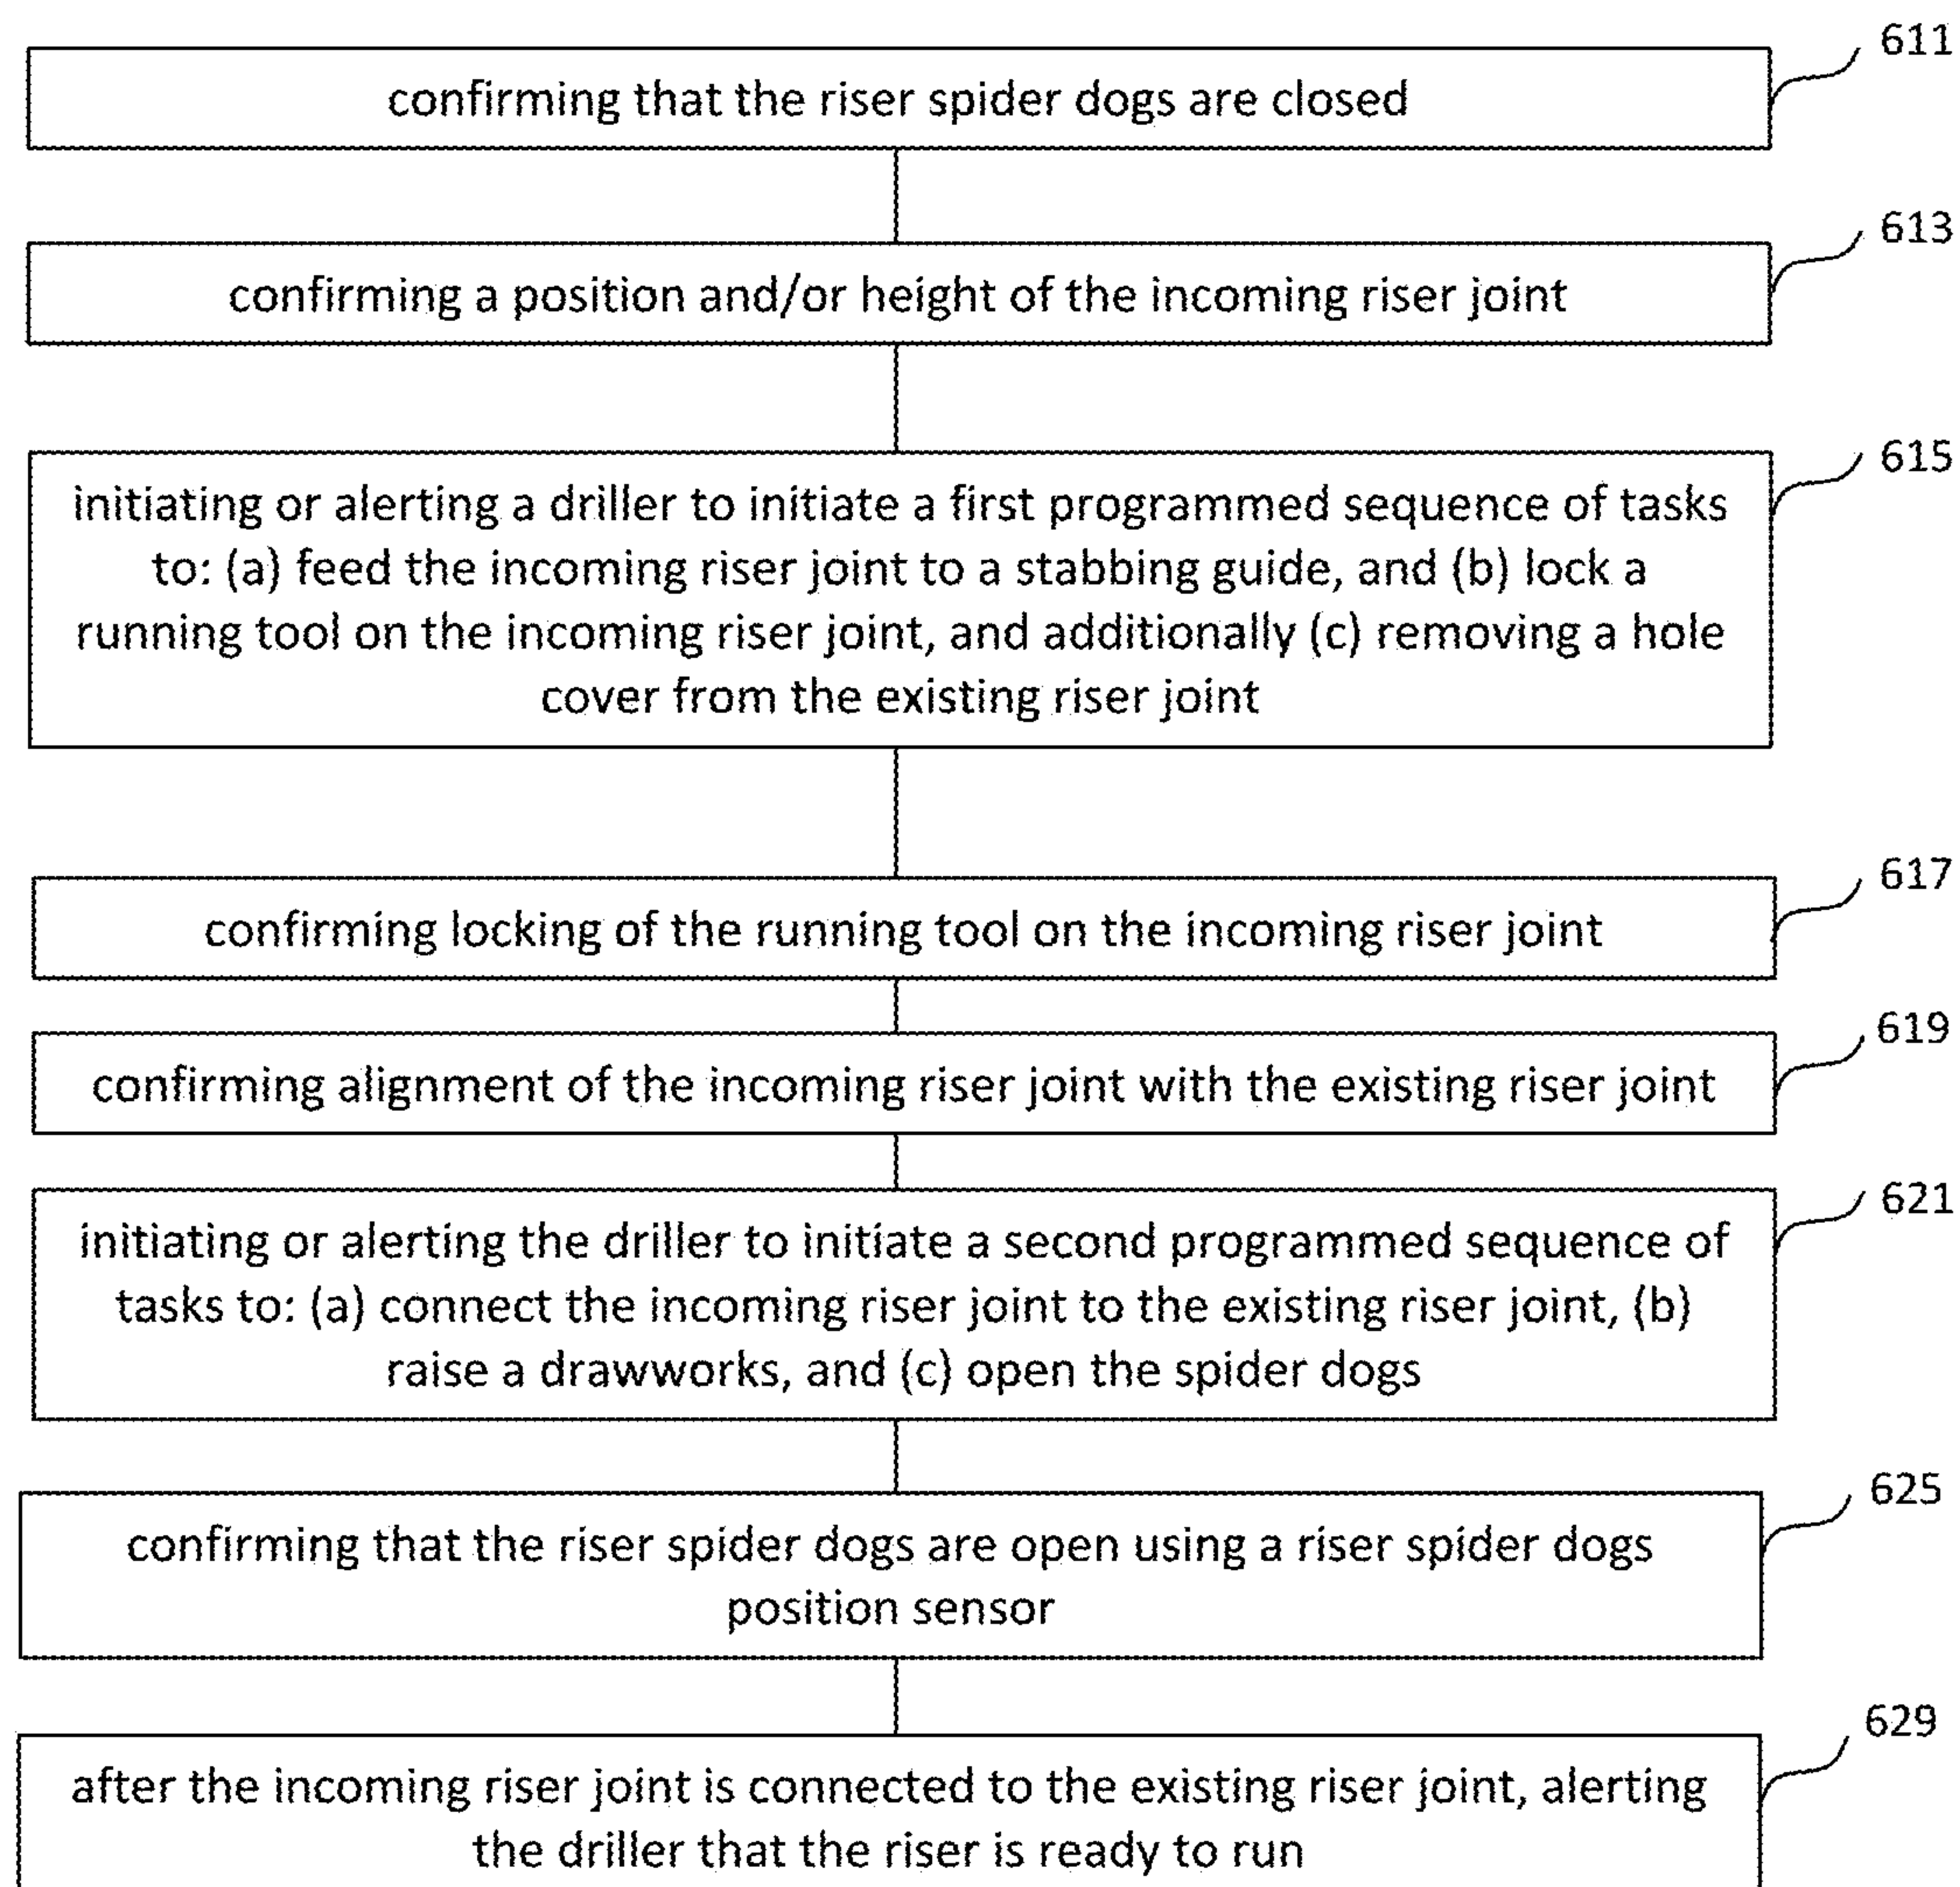 611
confirming that the riser spider dogs are closed
613
confirming a position and/or height of the incoming riser joint
615
initiating or alerting a driller to initiate a first programmed sequence of tasks
to: (a) feed the incoming riser joint to a stabbing guide, and (b) lock a
running tool on the incoming riser joint, and additionally (c) removing a hole
cover from the existing riser joint
617
confirming locking of the running tool on the incoming riser joint
619
confirming alignment of the incoming riser joint with the existing riser joint
621
initiating or alerting the driller to initiate a second programmed sequence of
tasks to: (a) connect the incoming riser joint to the existing riser joint, (b)
raise a drawworks, and (c) open the spider dogs
625
confirming that the riser spider dogs are open using a riser spider dogs
position sensor
629
after the incoming riser joint is connected to the existing riser joint, alerting
the driller that the riser is ready to run